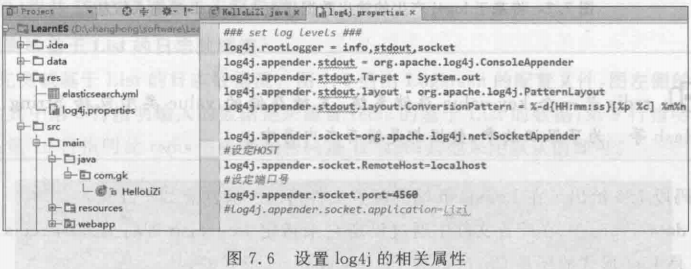 Project
HelloLiZi.java
log4j.properties
LearnES (D:\changhong\software\Lea
.idea
data
res
elasticsearch.yml
log4j.properties
src
main
java
com.gk
HelloLiZi
resources
webapp
### set log levels ###
log4j.rootLogger = info,stdout,socket
log4j.appender.stdout = org.apache.log4j.ConsoleAppender
log4j.appender.stdout.Target = System.out
log4j.appender.stdout.layout = org.apache.log4j.PatternLayout
log4j.appender.stdout.layout.ConversionPattern = %-d{HH:mm:ss}[%p %c] %m%n
log4j.appender.socket=org.apache.log4j.net.SocketAppender
#设定HOST
log4j.appender.socket.RemoteHost=localhost
#设定端口号
log4j.appender.socket.port=4560
#Log4j.appender.socket.application=Lizi
图 7.6 设置 log4j 的相关属性